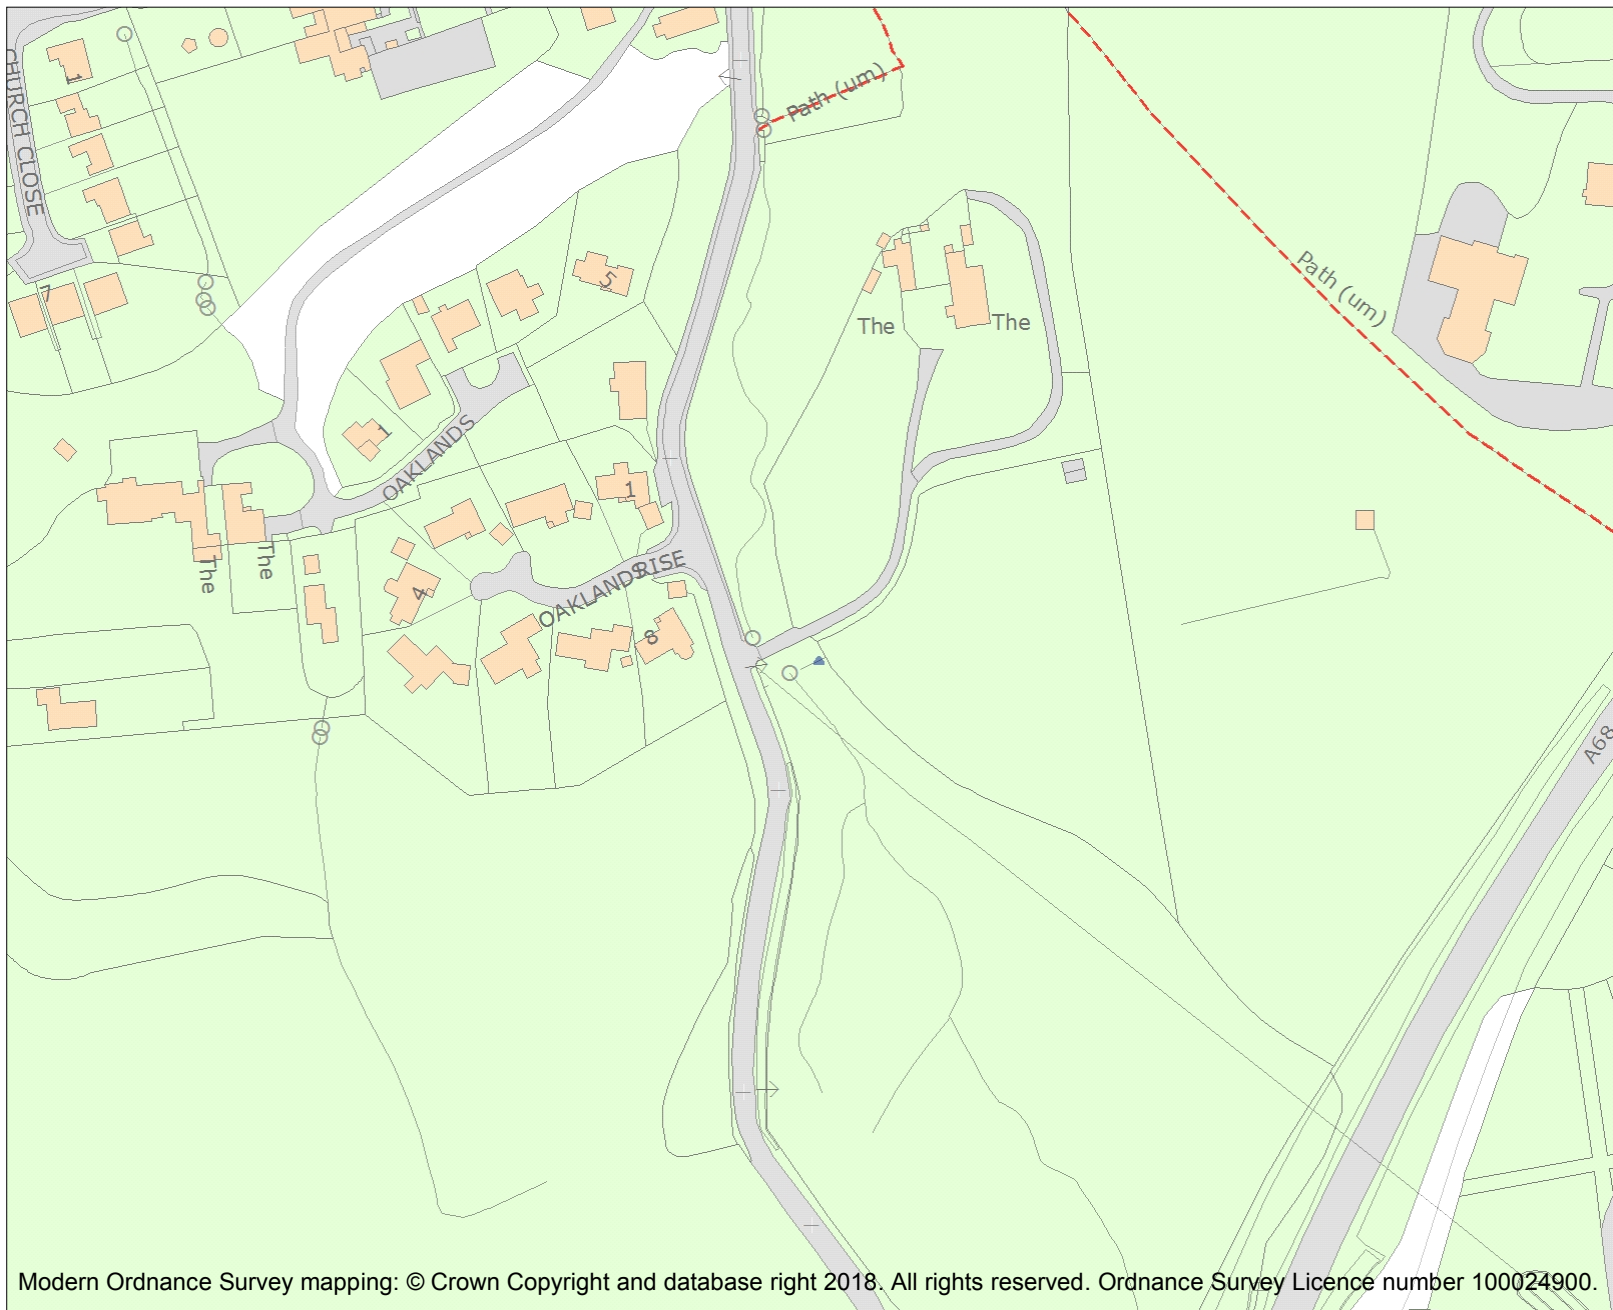 CHURCH CLOSE
1
Path (um)
7
5
The
The
Path (um)
1
OAKLANDS
1
The
The
4
OAKLANDS RISE
8
A68
Modern Ordnance Survey mapping: © Crown Copyright and database right 2018. All rights reserved. Ordnance Survey Licence number 100024900.